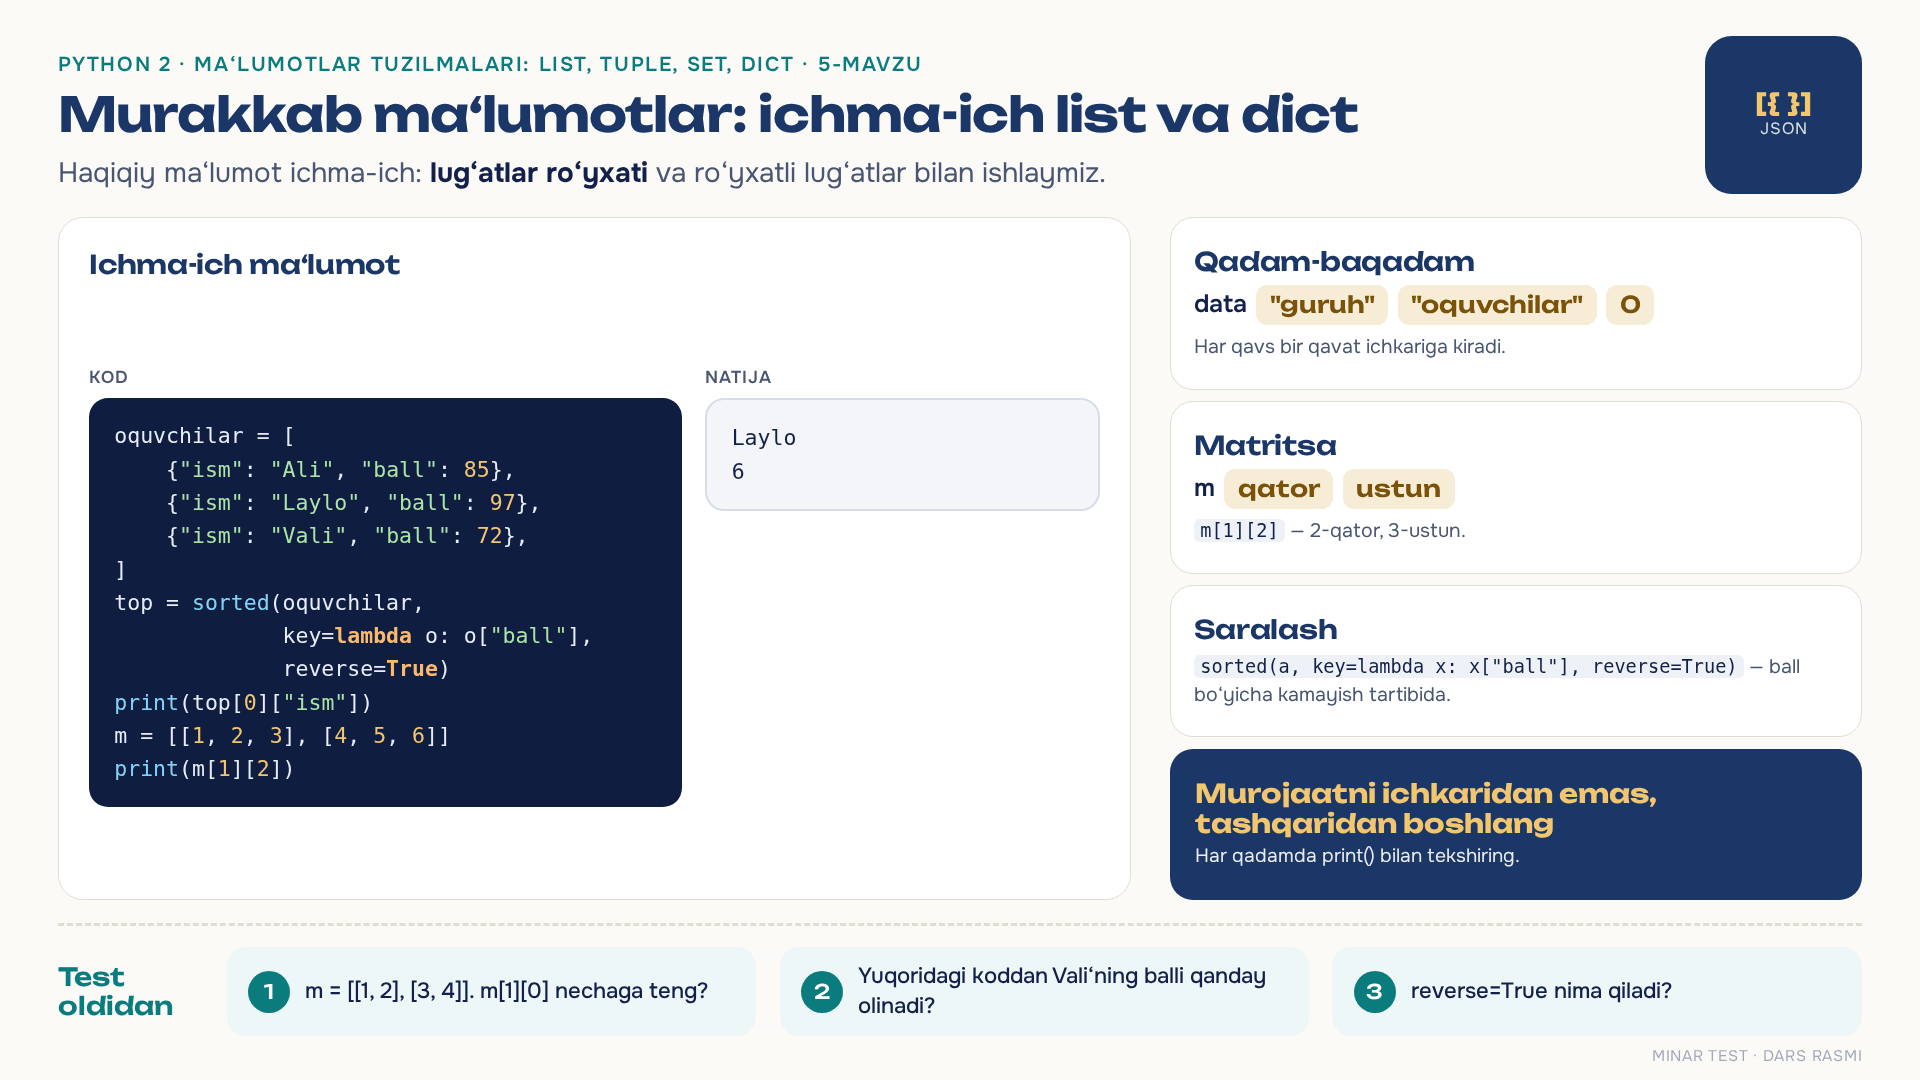 PYTHON 2 · MA‘LUMOTLAR TUZILMALARI: LIST, TUPLE, SET, DICT · 5-MAVZU
Murakkab ma‘lumotlar: ichma-ich list va dict
Haqiqiy ma‘lumot ichma-ich: lug‘atlar ro‘yxati va ro‘yxatli lug‘atlar bilan ishlaymiz.
[{ }]
JSON
Ichma-ich ma‘lumot
KOD
oquvchilar = [
    {"ism": "Ali", "ball": 85},
    {"ism": "Laylo", "ball": 97},
    {"ism": "Vali", "ball": 72},
]
top = sorted(oquvchilar,
             key=lambda o: o["ball"],
             reverse=True)
print(top[0]["ism"])
m = [[1, 2, 3], [4, 5, 6]]
print(m[1][2])
NATIJA
Laylo
6
Qadam-baqadam
data "guruh" "oquvchilar" 0
Har qavs bir qavat ichkariga kiradi.
Matritsa
m qator ustun
m[1][2] — 2-qator, 3-ustun.
Saralash
sorted(a, key=lambda x: x["ball"], reverse=True) — ball
bo‘yicha kamayish tartibida.
Murojaatni ichkaridan emas,
tashqaridan boshlang
Har qadamda print() bilan tekshiring.
Test
oldidan
1 m = [[1, 2], [3, 4]]. m[1][0] nechaga teng?
2 Yuqoridagi koddan Vali‘ning balli qanday
olinadi?
3 reverse=True nima qiladi?
MINAR TEST · DARS RASMI